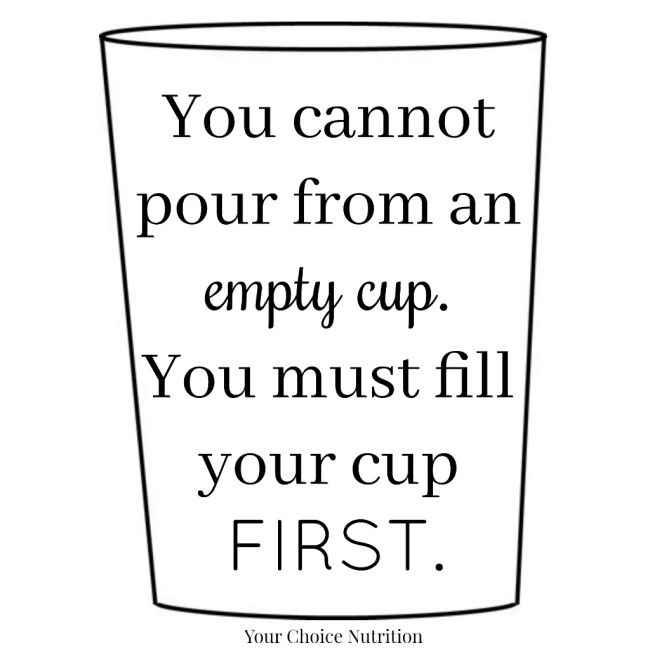 You cannot
pour from an
empty cup.
You must fill
your cup
FIRST.
Your Choice Nutrition